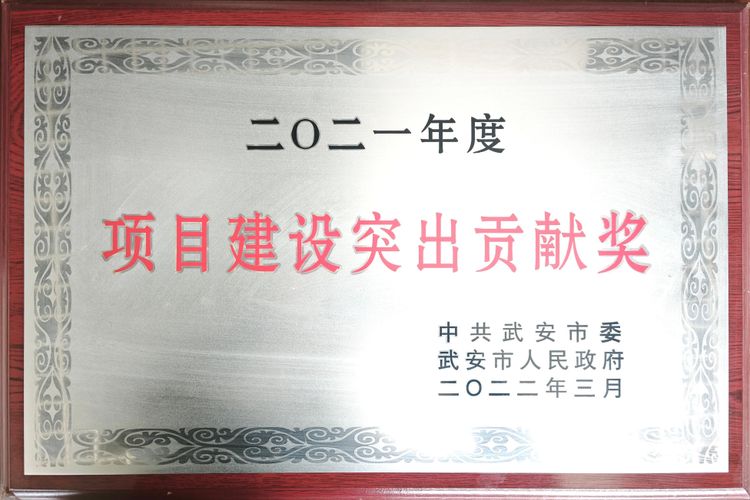 二〇二一年度
项目建设突出贡献奖
中共武安市委
武安市人民政府
二〇二二年三月